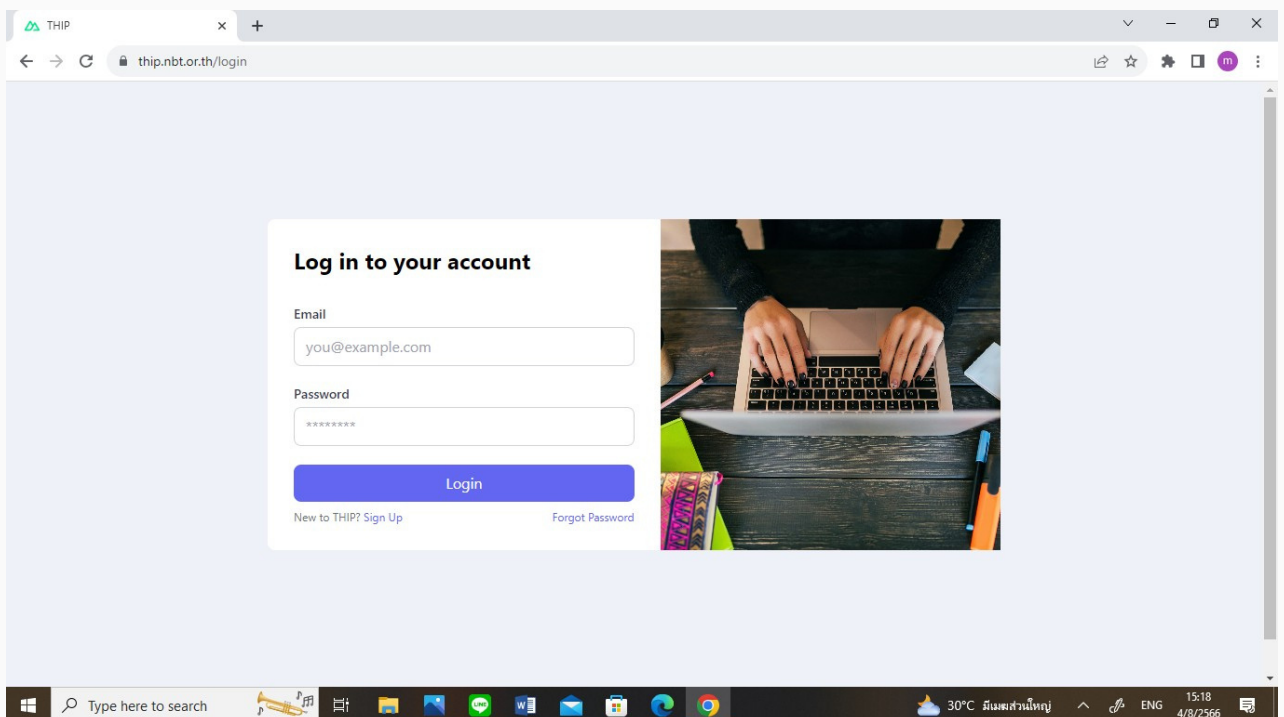 THIP
thip.nbt.or.th/login
m
Log in to your account
Email
you@example.com
Password
********
Login
New to THIP? Sign Up
Forgot Password
Type here to search
LINE
W
30°C มีเมฆส่วนใหญ่
ENG
15:18
4/8/2566